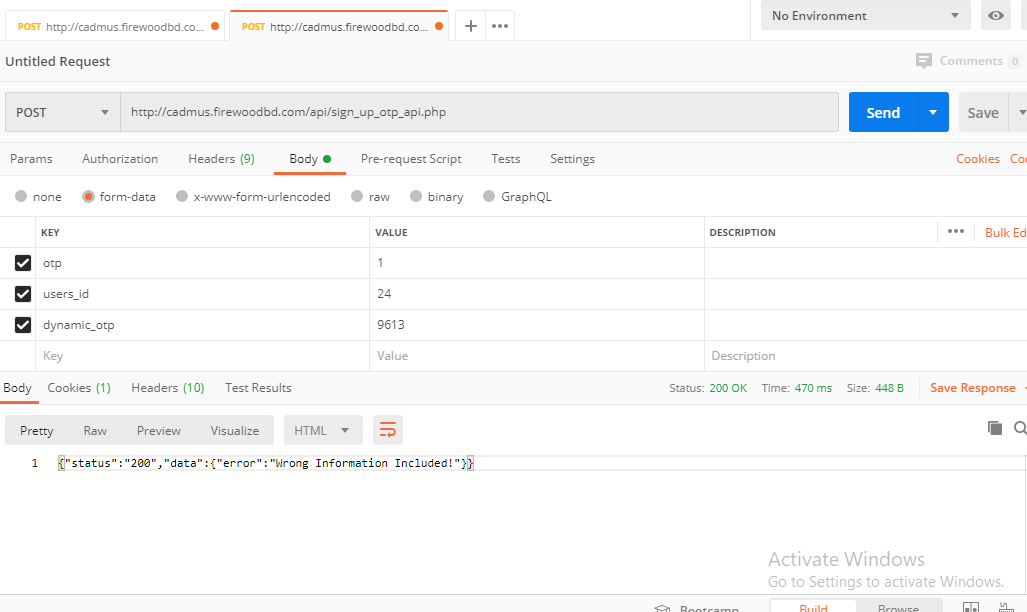 POST http://cadmus.firewoodbd.co...
POST http://cadmus.firewoodbd.co...
No Environment
Untitled Request
Comments 0
POST
http://cadmus.firewoodbd.com/api/sign_up_otp_api.php
Send
Save
Params Authorization Headers (9) Body Pre-request Script Tests Settings Cookies
none form-data x-www-form-urlencoded raw binary GraphQL
KEY VALUE DESCRIPTION Bulk Ed
otp 1
users_id 24
dynamic_otp 9613
Key Value Description
Body Cookies (1) Headers (10) Test Results Status: 200 OK Time: 470 ms Size: 448 B Save Response
Pretty Raw Preview Visualize HTML
1 {"status":"200","data":{"error":"Wrong Information Included!"}}
Activate Windows
Go to Settings to activate Windows.
Bootcamp Build Browse